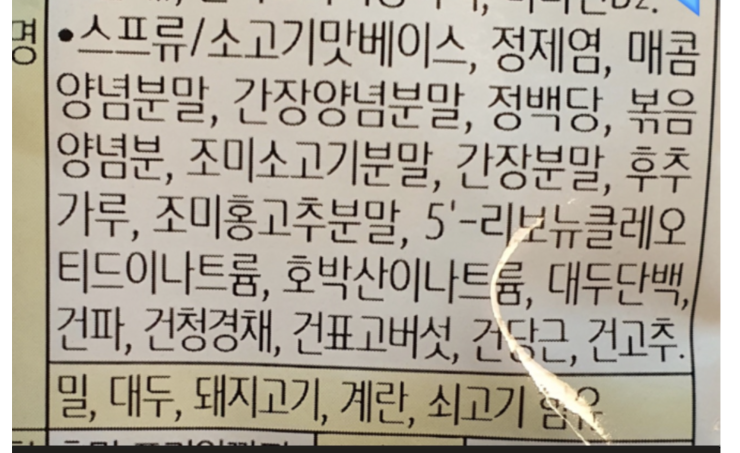 명
•스프류/소고기맛베이스, 정제염, 매콤
양념분말, 간장양념분말, 정백당, 볶음
양념분, 조미소고기분말, 간장분말, 후추
가루, 조미홍고추분말, 5'-리보뉴클레오
티드이나트륨, 호박산이나트륨, 대두단백,
건파, 건청경채, 건표고버섯, 건당근, 건고추.
밀, 대두, 돼지고기, 계란, 쇠고기 함유